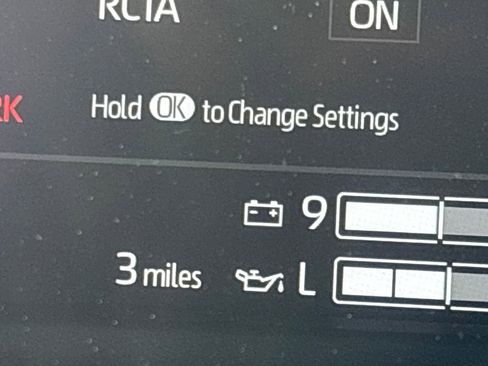 RCTA ON
Hold OK to Change Settings
9
3 miles L